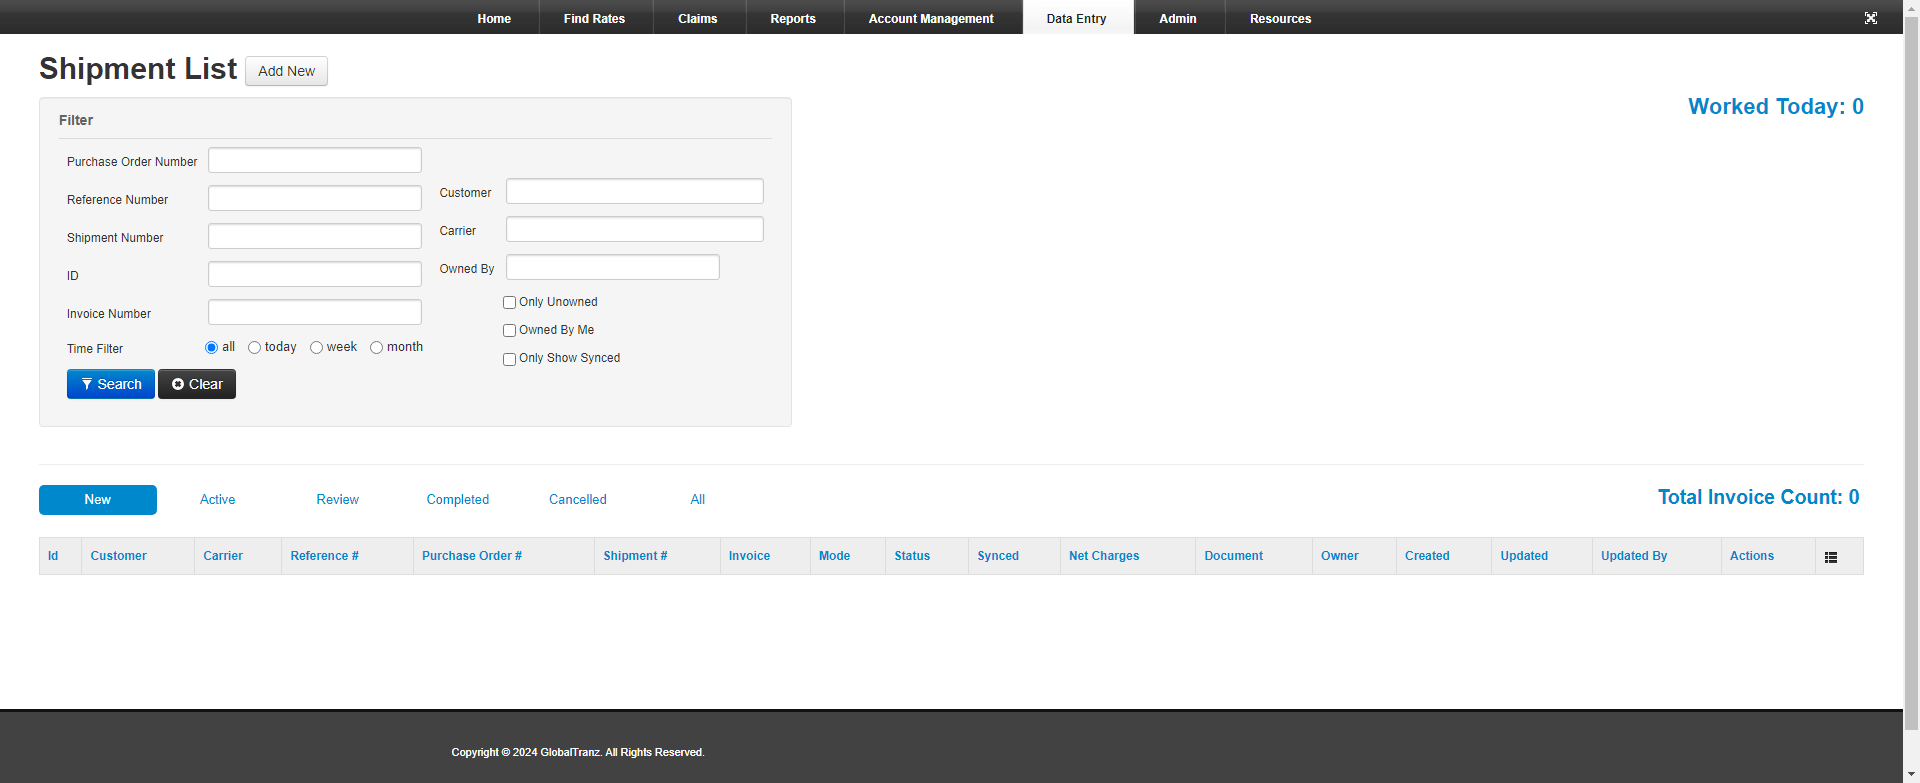 Home Find Rates Claims Reports Account Management Data Entry Admin Resources
Shipment List Add New
Worked Today: 0
Filter
Purchase Order Number
Reference Number
Shipment Number
ID
Invoice Number
Time Filter all today week month
Customer
Carrier
Owned By
Only Unowned
Owned By Me
Only Show Synced
Search Clear
New Active Review Completed Cancelled All
Total Invoice Count: 0
Id Customer Carrier Reference # Purchase Order # Shipment # Invoice Mode Status Synced Net Charges Document Owner Created Updated Updated By Actions
Copyright © 2024 GlobalTranz. All Rights Reserved.